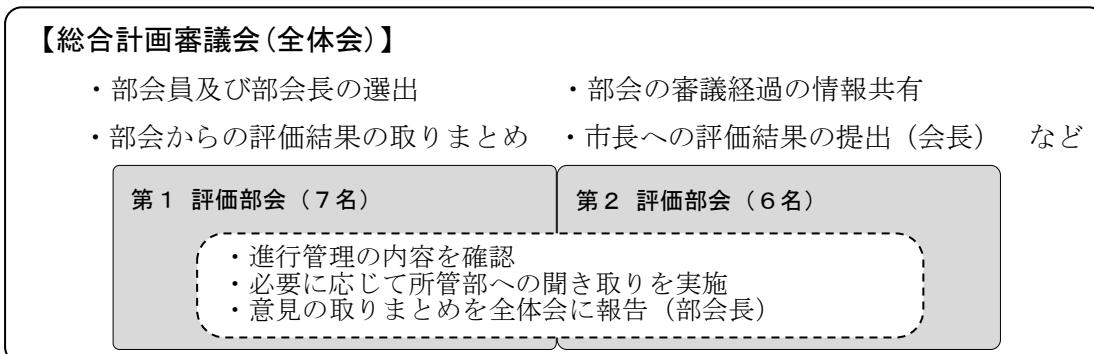 【総合計画審議会(全体会)】
・部会員及び部会長の選出　・部会の審議経過の情報共有
・部会からの評価結果の取りまとめ　・市長への評価結果の提出（会長）　など
第１ 評価部会（７名）　第２ 評価部会（６名）
・進行管理の内容を確認
・必要に応じて所管部への聞き取りを実施
・意見の取りまとめを全体会に報告（部会長）